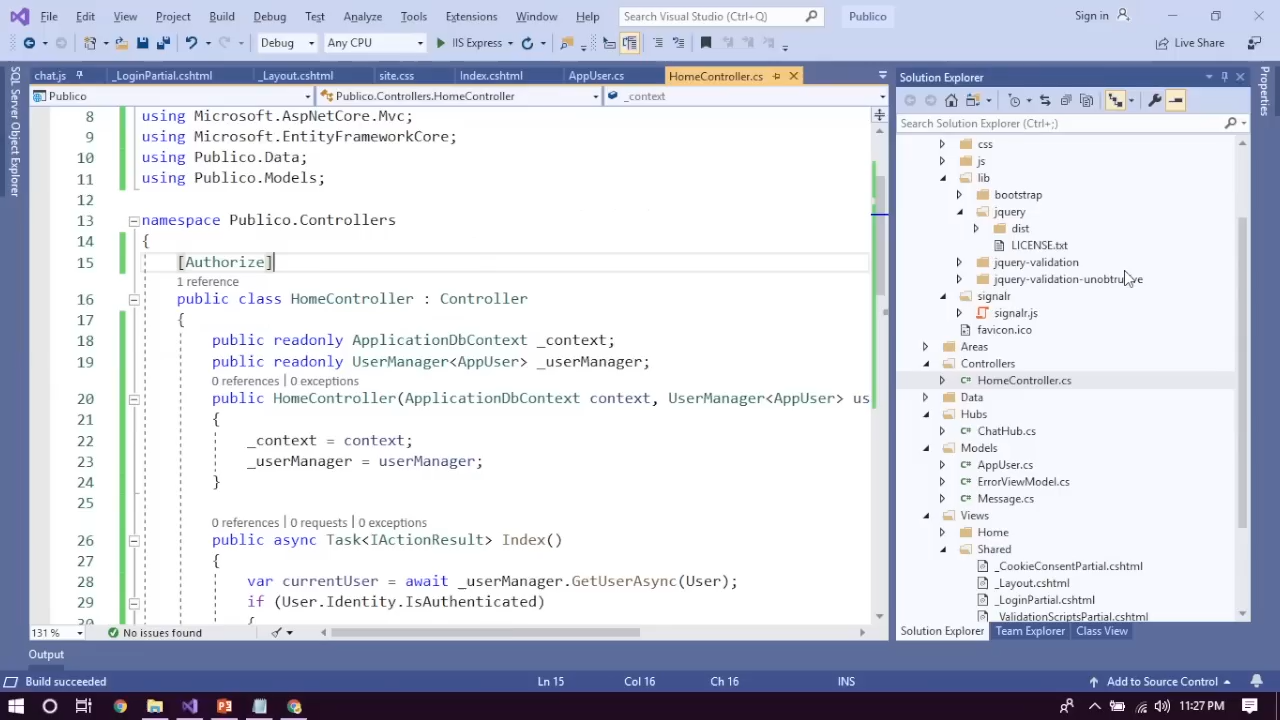 File Edit View Project Build Debug Test Analyze Tools Extensions Window Help Search Visual Studio (Ctrl+Q) Publico Sign in
Debug Any CPU IIS Express Live Share
chat.js _LoginPartial.cshtml _Layout.cshtml site.css Index.cshtml AppUser.cs HomeController.cs
Publico Publico.Controllers.HomeController _context
SQL Server Object Explorer
8 using Microsoft.AspNetCore.Mvc;
9 using Microsoft.EntityFrameworkCore;
10 using Publico.Data;
11 using Publico.Models;
12
13 namespace Publico.Controllers
14 {
15 [Authorize]
1 reference
16 public class HomeController : Controller
17 {
18 public readonly ApplicationDbContext _context;
19 public readonly UserManager<AppUser> _userManager;
0 references | 0 exceptions
20 public HomeController(ApplicationDbContext context, UserManager<AppUser> us
21 {
22 _context = context;
23 _userManager = userManager;
24 }
25
0 references | 0 requests | 0 exceptions
26 public async Task<IActionResult> Index()
27 {
28 var currentUser = await _userManager.GetUserAsync(User);
29 if (User.Identity.IsAuthenticated)
30 {
131 % No issues found
Output
Solution Explorer
Search Solution Explorer (Ctrl+;)
css
js
lib
bootstrap
jquery
dist
LICENSE.txt
jquery-validation
jquery-validation-unobtrusive
signalr
signalr.js
favicon.ico
Areas
Controllers
HomeController.cs
Data
Hubs
ChatHub.cs
Models
AppUser.cs
ErrorViewModel.cs
Message.cs
Views
Home
Shared
_CookieConsentPartial.cshtml
_Layout.cshtml
_LoginPartial.cshtml
_ValidationScriptsPartial.cshtml
Solution Explorer Team Explorer Class View
Properties
Build succeeded Ln 15 Col 16 Ch 16 INS Add to Source Control
11:27 PM